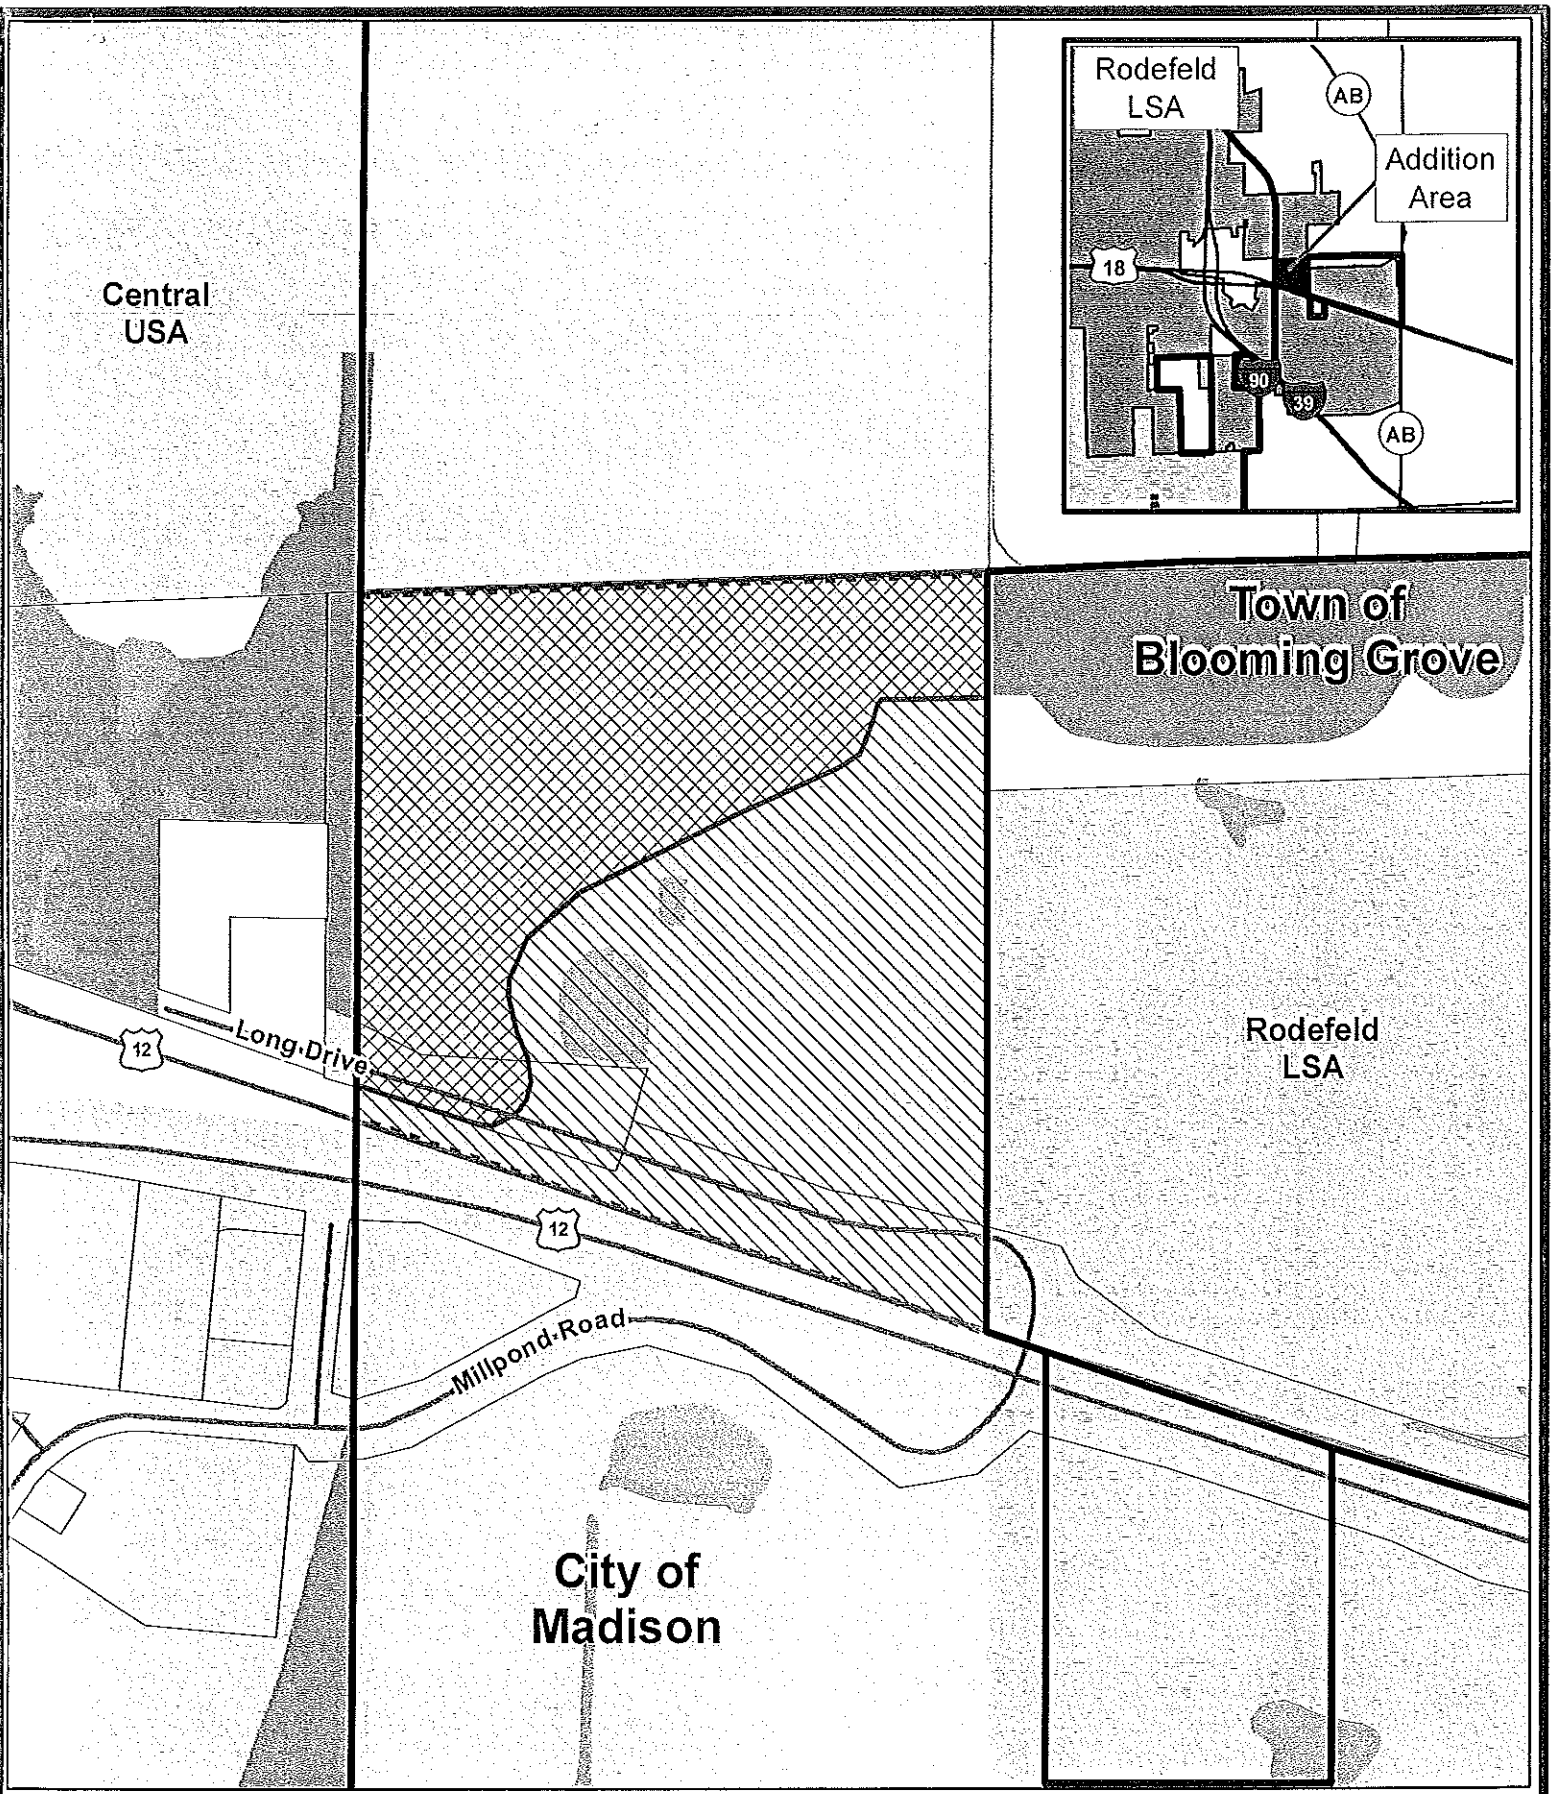 Rodefeld
LSA
AB
Addition
Area
18
90
39
AB
Central
USA
Town of
Blooming Grove
Rodefeld
LSA
Long Drive
12
12
Millpond Road
City of
Madison